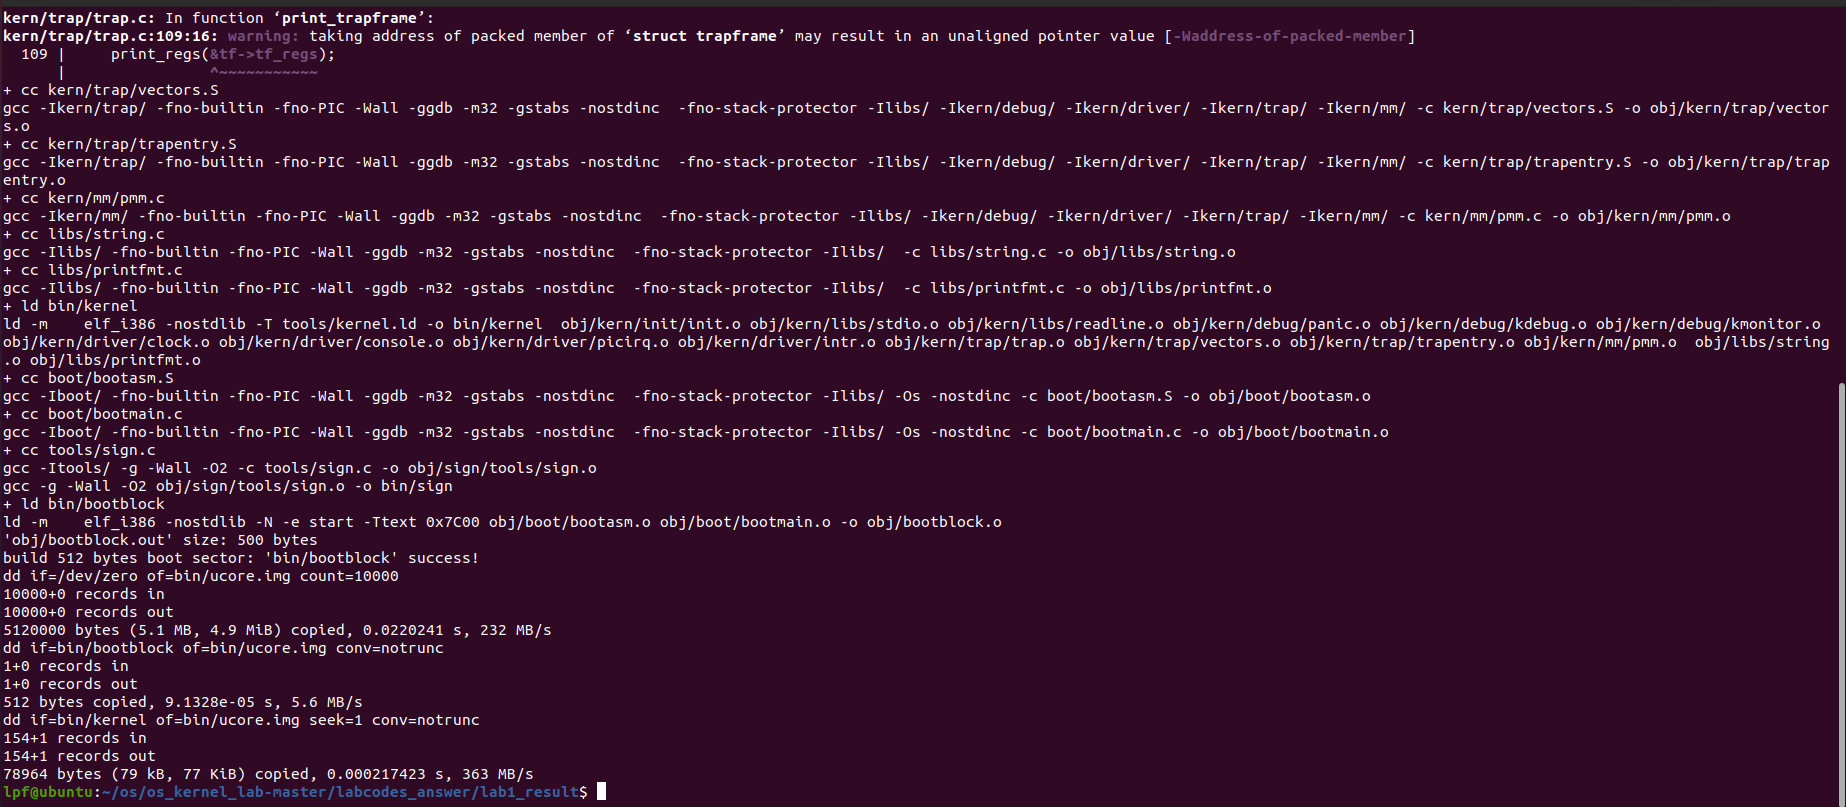 kern/trap/trap.c: In function ‘print_trapframe’:
kern/trap/trap.c:109:16: warning: taking address of packed member of ‘struct trapframe’ may result in an unaligned pointer value [-Waddress-of-packed-member]
  109 |     print_regs(&tf->tf_regs);
      |                ^~~~~~~~~~~~
+ cc kern/trap/vectors.S
gcc -Ikern/trap/ -fno-builtin -fno-PIC -Wall -ggdb -m32 -gstabs -nostdinc  -fno-stack-protector -Ilibs/ -Ikern/debug/ -Ikern/driver/ -Ikern/trap/ -Ikern/mm/ -c kern/trap/vectors.S -o obj/kern/trap/vector
s.o
+ cc kern/trap/trapentry.S
gcc -Ikern/trap/ -fno-builtin -fno-PIC -Wall -ggdb -m32 -gstabs -nostdinc  -fno-stack-protector -Ilibs/ -Ikern/debug/ -Ikern/driver/ -Ikern/trap/ -Ikern/mm/ -c kern/trap/trapentry.S -o obj/kern/trap/trap
entry.o
+ cc kern/mm/pmm.c
gcc -Ikern/mm/ -fno-builtin -fno-PIC -Wall -ggdb -m32 -gstabs -nostdinc  -fno-stack-protector -Ilibs/ -Ikern/debug/ -Ikern/driver/ -Ikern/trap/ -Ikern/mm/ -c kern/mm/pmm.c -o obj/kern/mm/pmm.o
+ cc libs/string.c
gcc -Ilibs/ -fno-builtin -fno-PIC -Wall -ggdb -m32 -gstabs -nostdinc  -fno-stack-protector -Ilibs/  -c libs/string.c -o obj/libs/string.o
+ cc libs/printfmt.c
gcc -Ilibs/ -fno-builtin -fno-PIC -Wall -ggdb -m32 -gstabs -nostdinc  -fno-stack-protector -Ilibs/  -c libs/printfmt.c -o obj/libs/printfmt.o
+ ld bin/kernel
ld -m    elf_i386 -nostdlib -T tools/kernel.ld -o bin/kernel  obj/kern/init/init.o obj/kern/libs/stdio.o obj/kern/libs/readline.o obj/kern/debug/panic.o obj/kern/debug/kdebug.o obj/kern/debug/kmonitor.o
obj/kern/driver/clock.o obj/kern/driver/console.o obj/kern/driver/picirq.o obj/kern/driver/intr.o obj/kern/trap/trap.o obj/kern/trap/vectors.o obj/kern/trap/trapentry.o obj/kern/mm/pmm.o  obj/libs/string
.o obj/libs/printfmt.o
+ cc boot/bootasm.S
gcc -Iboot/ -fno-builtin -fno-PIC -Wall -ggdb -m32 -gstabs -nostdinc  -fno-stack-protector -Ilibs/ -Os -nostdinc -c boot/bootasm.S -o obj/boot/bootasm.o
+ cc boot/bootmain.c
gcc -Iboot/ -fno-builtin -fno-PIC -Wall -ggdb -m32 -gstabs -nostdinc  -fno-stack-protector -Ilibs/ -Os -nostdinc -c boot/bootmain.c -o obj/boot/bootmain.o
+ cc tools/sign.c
gcc -Itools/ -g -Wall -O2 -c tools/sign.c -o obj/sign/tools/sign.o
gcc -g -Wall -O2 obj/sign/tools/sign.o -o bin/sign
+ ld bin/bootblock
ld -m    elf_i386 -nostdlib -N -e start -Ttext 0x7C00 obj/boot/bootasm.o obj/boot/bootmain.o -o obj/bootblock.o
'obj/bootblock.out' size: 500 bytes
build 512 bytes boot sector: 'bin/bootblock' success!
dd if=/dev/zero of=bin/ucore.img count=10000
10000+0 records in
10000+0 records out
5120000 bytes (5.1 MB, 4.9 MiB) copied, 0.0220241 s, 232 MB/s
dd if=bin/bootblock of=bin/ucore.img conv=notrunc
1+0 records in
1+0 records out
512 bytes copied, 9.1328e-05 s, 5.6 MB/s
dd if=bin/kernel of=bin/ucore.img seek=1 conv=notrunc
154+1 records in
154+1 records out
78964 bytes (79 kB, 77 KiB) copied, 0.000217423 s, 363 MB/s
lpf@ubuntu:~/os/os_kernel_lab-master/labcodes_answer/lab1_result$